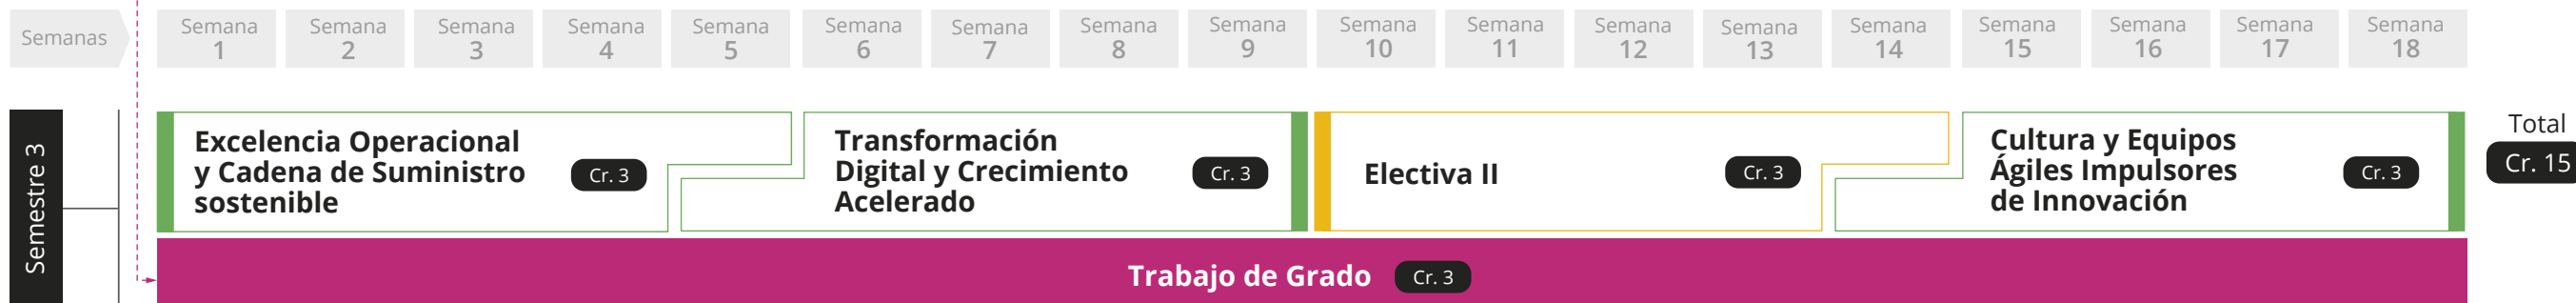 Semanas
Semana
1
Semana
2
Semana
3
Semana
4
Semana
5
Semana
6
Semana
7
Semana
8
Semana
9
Semana
10
Semana
11
Semana
12
Semana
13
Semana
14
Semana
15
Semana
16
Semana
17
Semana
18
Semestre 3
Excelencia Operacional
y Cadena de Suministro
sostenible
Cr. 3
Transformación
Digital y Crecimiento
Acelerado
Cr. 3
Electiva II
Cr. 3
Cultura y Equipos
Ágiles Impulsores
de Innovación
Cr. 3
Total
Cr. 15
Trabajo de Grado
Cr. 3